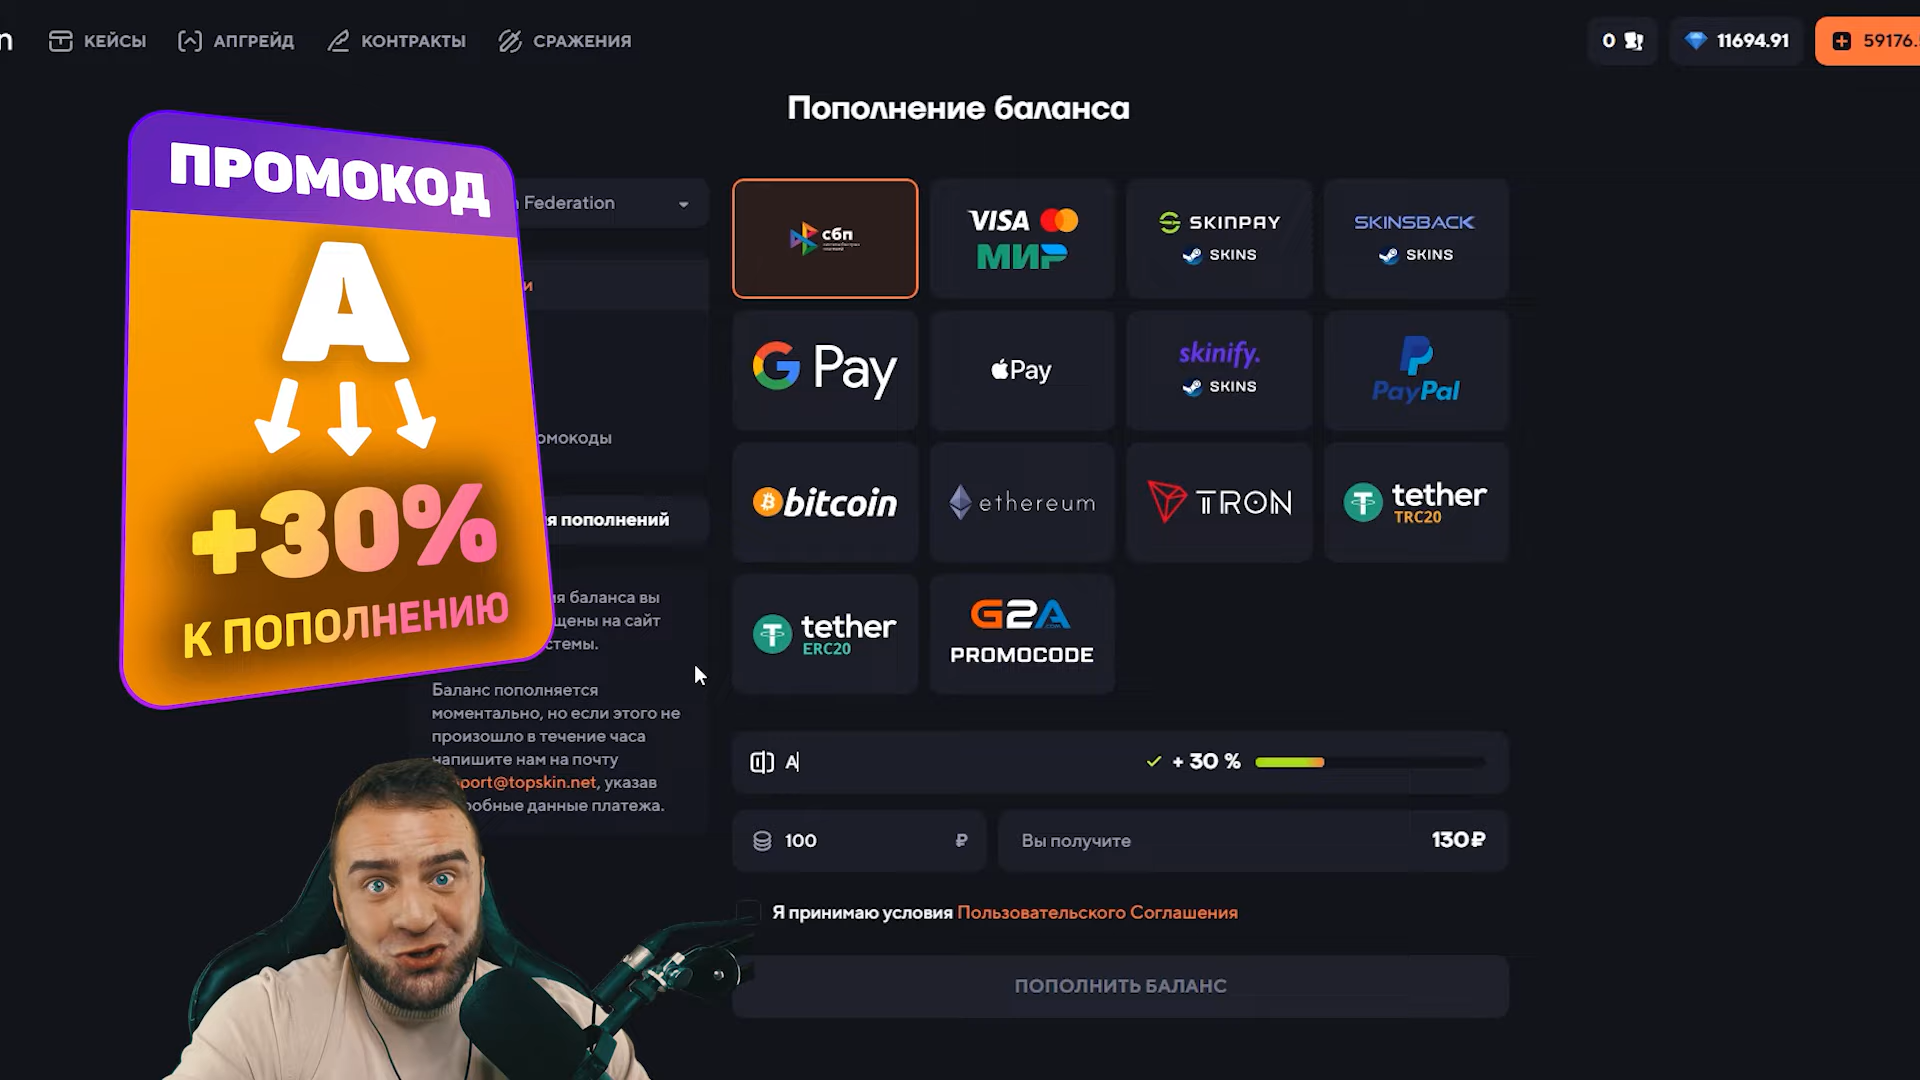 n
КЕЙСЫ
АПГРЕЙД
КОНТРАКТЫ
СРАЖЕНИЯ
0
11694.91
59176.
Пополнение баланса
ПРОМОКОД
А
+30%
К ПОПОЛНЕНИЮ
Federation
и
омокоды
я пополнений
ия баланса вы
щены на сайт
стемы.
Баланс пополняется
моментально, но если этого не
произошло в течение часа
напишите нам на почту
port@topskin.net, указав
робные данные платежа.
сбп
VISA
МИР
SKINPAY
SKINS
SKINSBACK
SKINS
G Pay
Pay
skinify.
SKINS
PayPal
bitcoin
ethereum
TRON
tether
TRC20
tether
ERC20
G2A
PROMOCODE
A
+ 30 %
100 ₽
Вы получите 130₽
Я принимаю условия Пользовательского Соглашения
ПОПОЛНИТЬ БАЛАНС